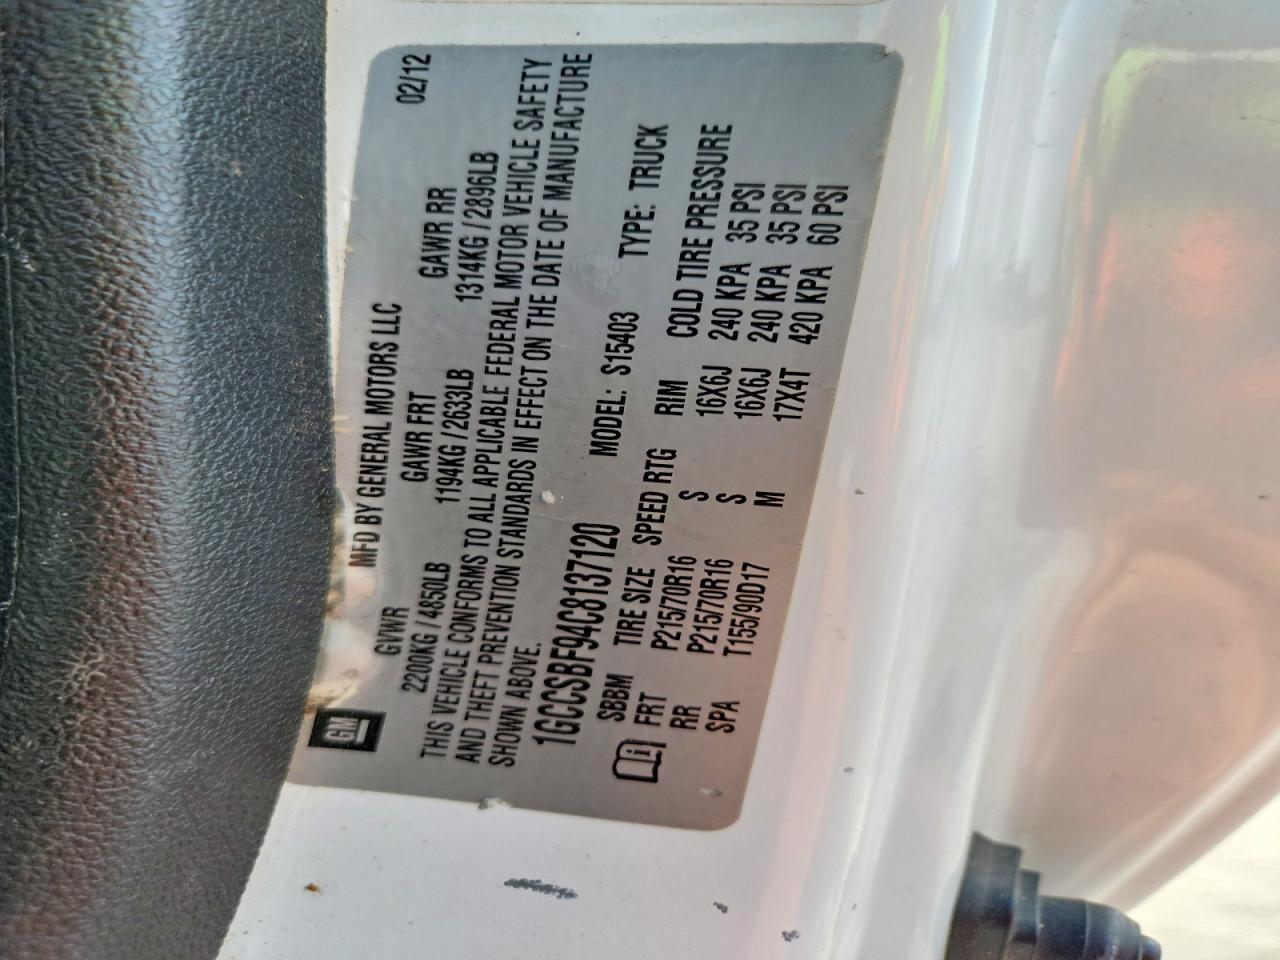 GM
MFD BY GENERAL MOTORS LLC 02/12
GVWR GAWR FRT GAWR RR
2200KG / 4850LB 1194KG / 2633LB 1314KG / 2896LB
THIS VEHICLE CONFORMS TO ALL APPLICABLE FEDERAL MOTOR VEHICLE SAFETY
AND THEFT PREVENTION STANDARDS IN EFFECT ON THE DATE OF MANUFACTURE
SHOWN ABOVE.
1GCCSBF94C8137120 MODEL: S15403 TYPE: TRUCK
SBBM TIRE SIZE SPEED RTG RIM COLD TIRE PRESSURE
FRT P215/70R16 S 16X6J 240 KPA 35 PSI
RR P215/70R16 S 16X6J 240 KPA 35 PSI
SPA T155/90D17 M 17X4T 420 KPA 60 PSI